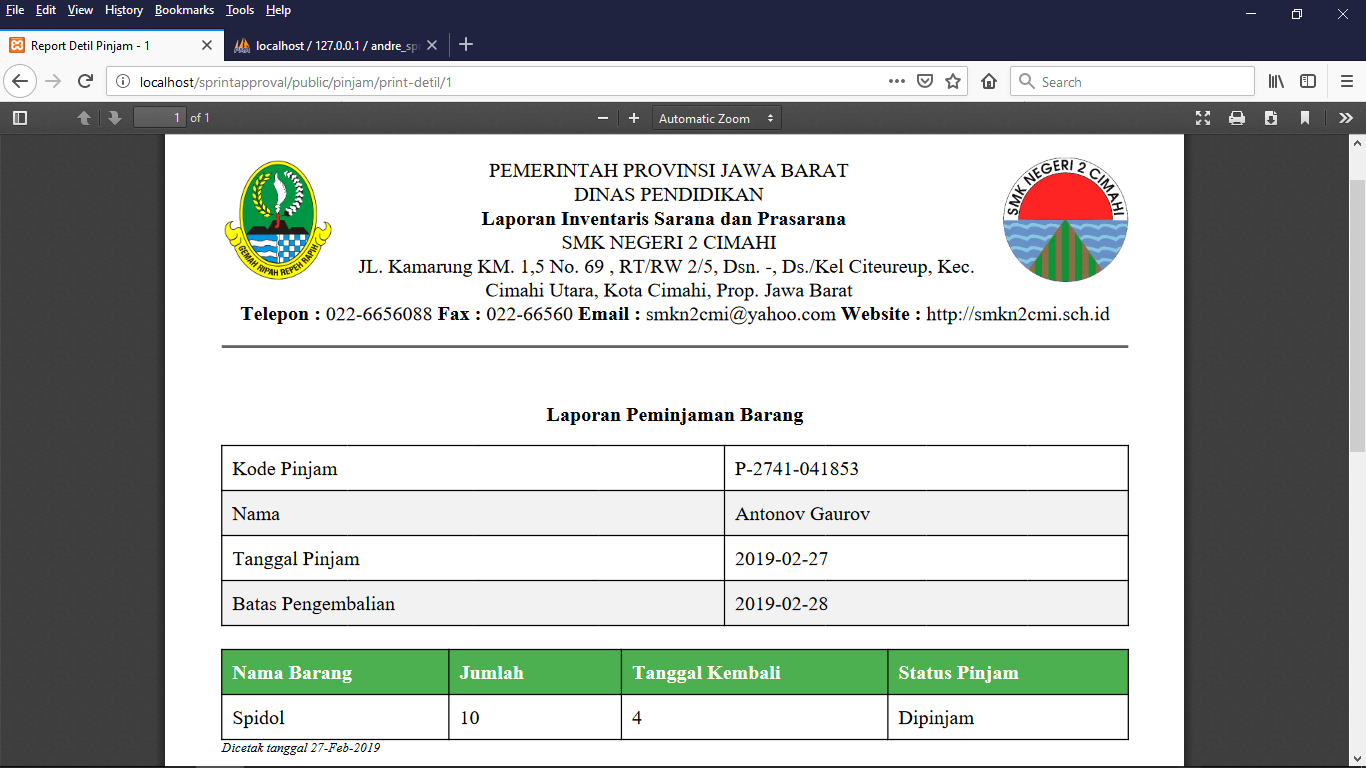 File Edit View History Bookmarks Tools Help
Report Detil Pinjam - 1
localhost / 127.0.0.1 / andre_sp
localhost/sprintapproval/public/pinjam/print-detil/1
Search
1 of 1
Automatic Zoom
GEMAH RIPAH REPEH RAPIH
SMK NEGERI 2 CIMAHI
PEMERINTAH PROVINSI JAWA BARAT
DINAS PENDIDIKAN
Laporan Inventaris Sarana dan Prasarana
SMK NEGERI 2 CIMAHI
JL. Kamarung KM. 1,5 No. 69 , RT/RW 2/5, Dsn. -, Ds./Kel Citeureup, Kec.
Cimahi Utara, Kota Cimahi, Prop. Jawa Barat
Telepon : 022-6656088 Fax : 022-66560 Email : smkn2cmi@yahoo.com Website : http://smkn2cmi.sch.id
Laporan Peminjaman Barang
Kode Pinjam P-2741-041853
Nama Antonov Gaurov
Tanggal Pinjam 2019-02-27
Batas Pengembalian 2019-02-28
Nama Barang Jumlah Tanggal Kembali Status Pinjam
Spidol 10 4 Dipinjam
Dicetak tanggal 27-Feb-2019